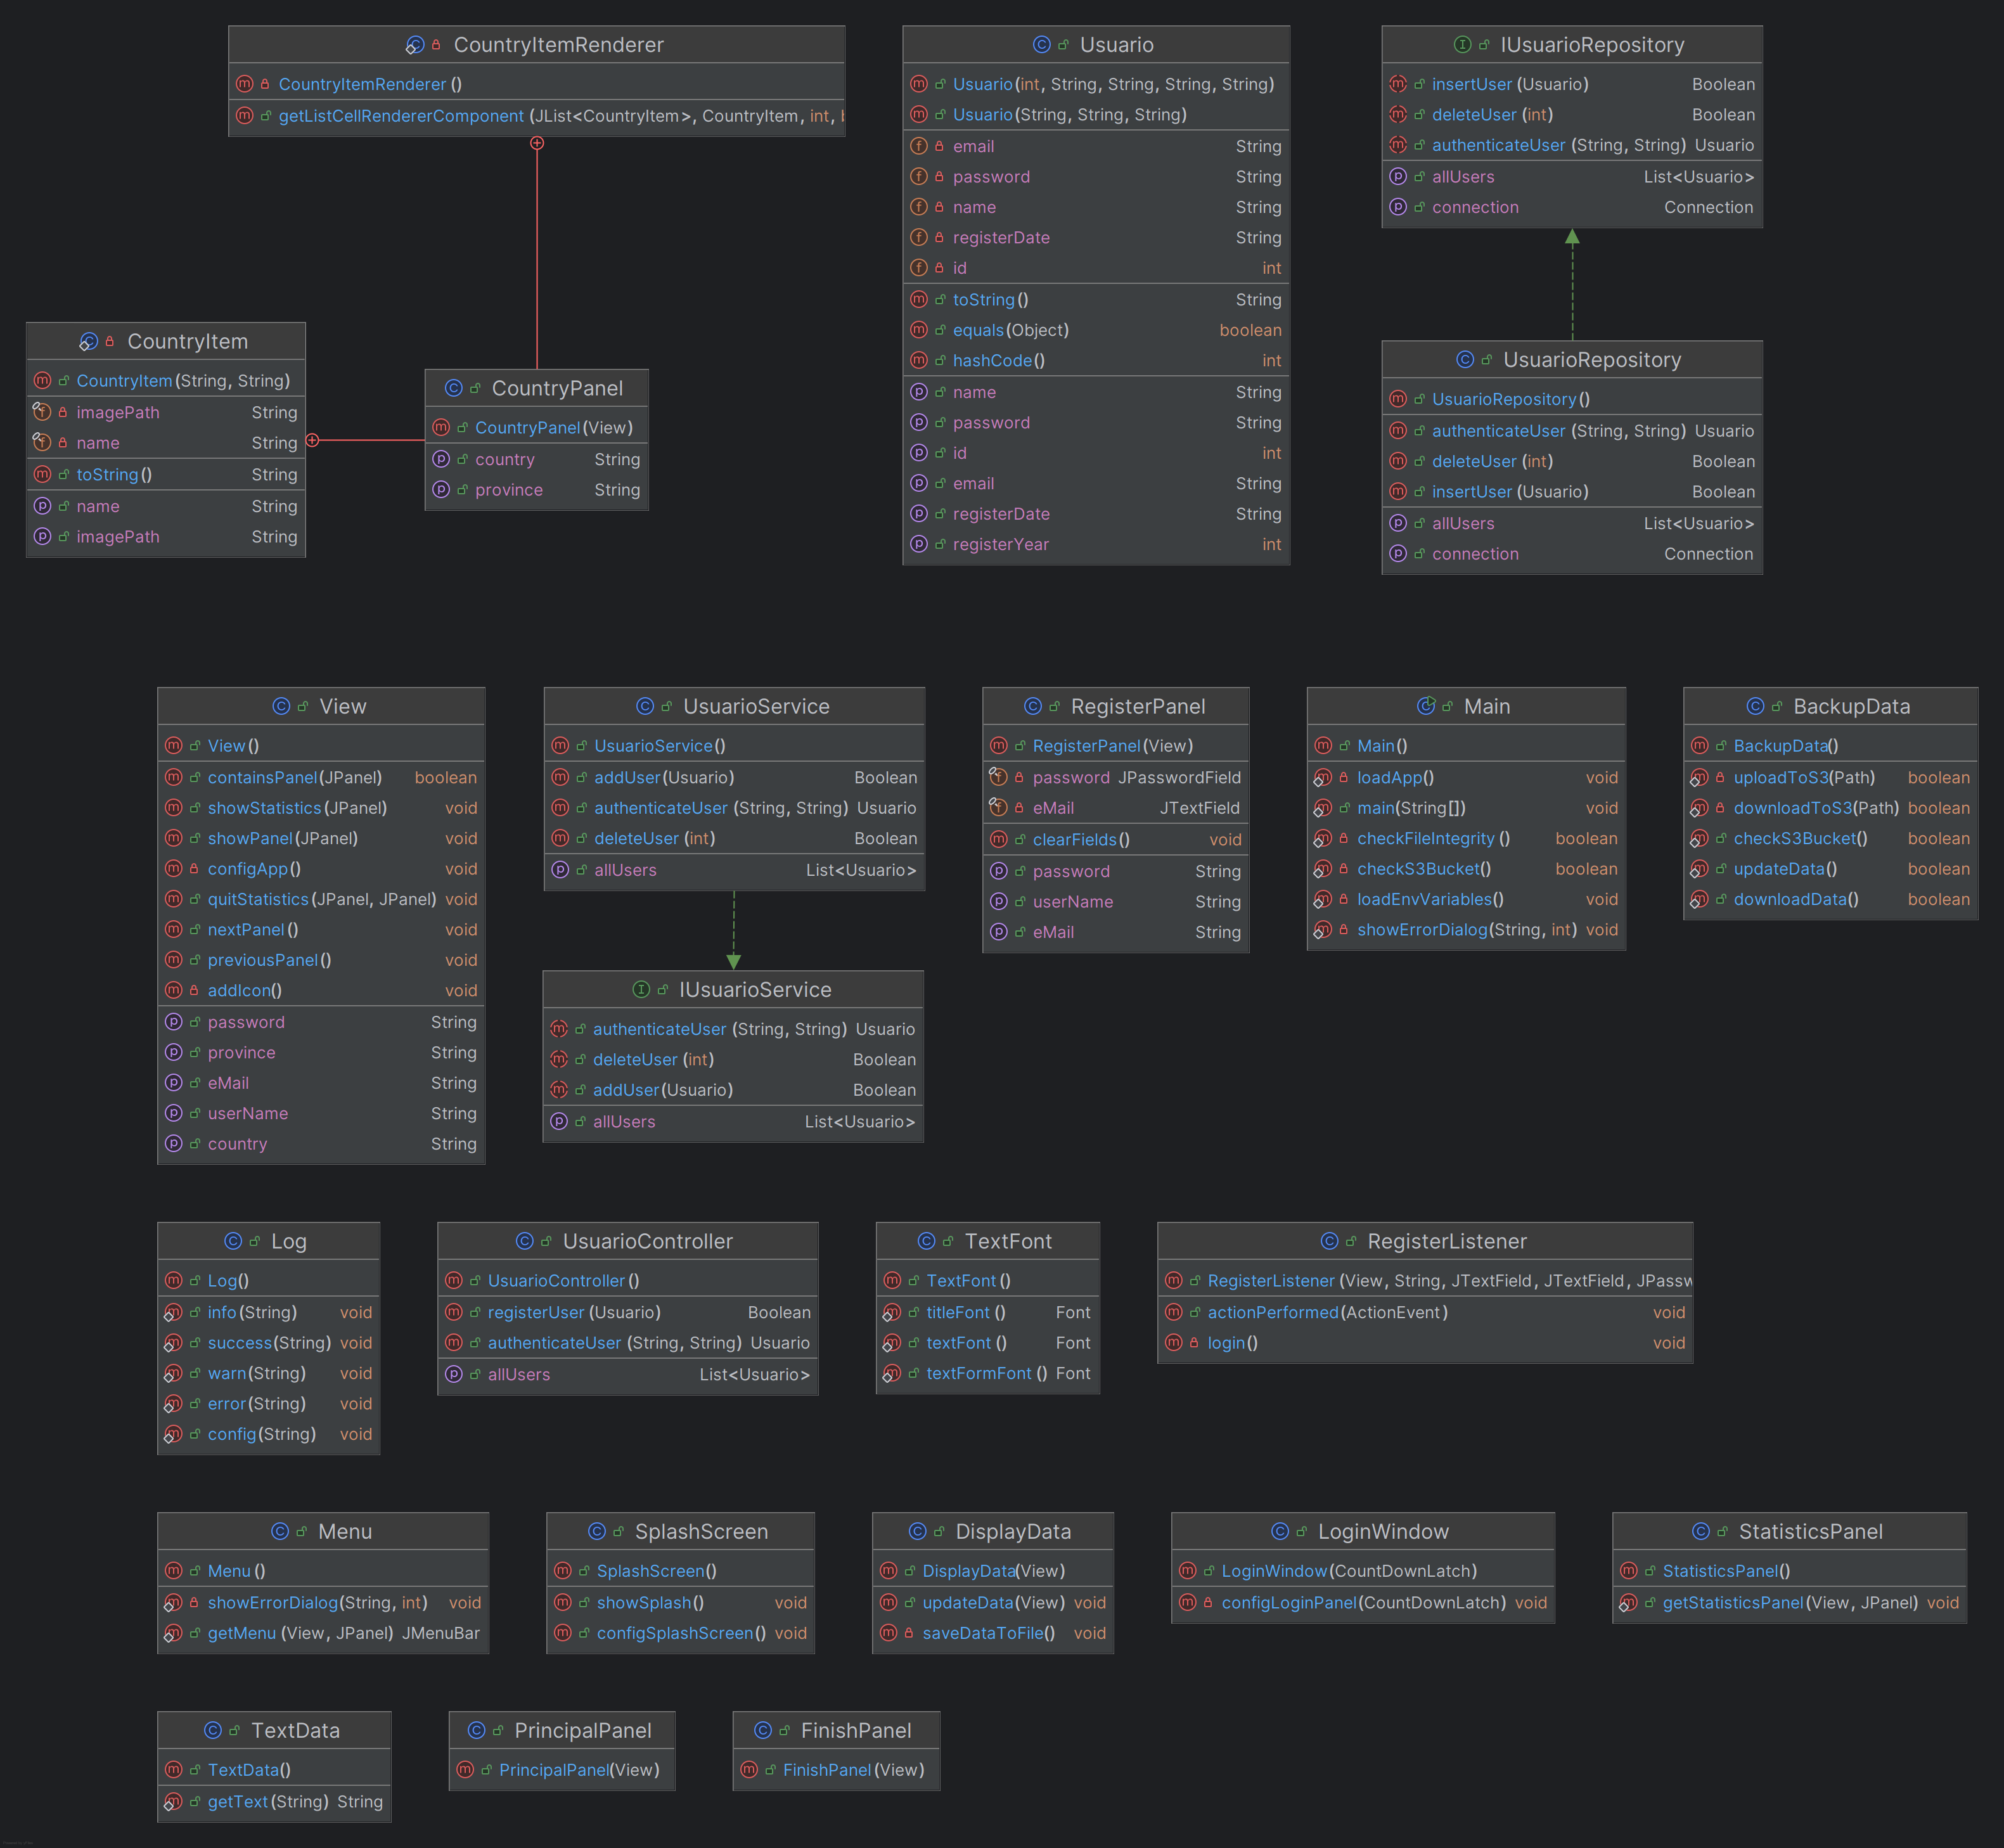 CountryItemRenderer
CountryItemRenderer ()
getListCellRendererComponent (JList<CountryItem>, CountryItem, int,
Usuario
Usuario(int, String, String, String, String)
Usuario(String, String, String)
email String
password String
name String
registerDate String
id int
toString() String
equals(Object) boolean
hashCode() int
name String
password String
id int
email String
registerDate String
registerYear int
IUsuarioRepository
insertUser (Usuario) Boolean
deleteUser (int) Boolean
authenticateUser (String, String) Usuario
allUsers List<Usuario>
connection Connection
CountryItem
CountryItem(String, String)
imagePath String
name String
toString() String
name String
imagePath String
CountryPanel
CountryPanel(View)
country String
province String
UsuarioRepository
UsuarioRepository()
authenticateUser (String, String) Usuario
deleteUser (int) Boolean
insertUser (Usuario) Boolean
allUsers List<Usuario>
connection Connection
View
View()
containsPanel(JPanel) boolean
showStatistics(JPanel) void
showPanel(JPanel) void
configApp() void
quitStatistics(JPanel, JPanel) void
nextPanel() void
previousPanel() void
addIcon() void
password String
province String
eMail String
userName String
country String
UsuarioService
UsuarioService()
addUser(Usuario) Boolean
authenticateUser (String, String) Usuario
deleteUser (int) Boolean
allUsers List<Usuario>
IUsuarioService
authenticateUser (String, String) Usuario
deleteUser (int) Boolean
addUser(Usuario) Boolean
allUsers List<Usuario>
RegisterPanel
RegisterPanel(View)
password JPasswordField
eMail JTextField
clearFields() void
password String
userName String
eMail String
Main
Main()
loadApp() void
main(String[]) void
checkFileIntegrity () boolean
checkS3Bucket() boolean
loadEnvVariables() void
showErrorDialog(String, int) void
BackupData
BackupData()
uploadToS3(Path) boolean
downloadToS3(Path) boolean
checkS3Bucket() boolean
updateData() boolean
downloadData() boolean
Log
Log()
info(String) void
success(String) void
warn(String) void
error(String) void
config(String) void
UsuarioController
UsuarioController()
registerUser (Usuario) Boolean
authenticateUser (String, String) Usuario
allUsers List<Usuario>
TextFont
TextFont()
titleFont () Font
textFont () Font
textFormFont () Font
RegisterListener
RegisterListener (View, String, JTextField, JTextField, JPassw
actionPerformed(ActionEvent) void
login() void
Menu
Menu ()
showErrorDialog(String, int) void
getMenu (View, JPanel) JMenuBar
SplashScreen
SplashScreen()
showSplash() void
configSplashScreen() void
DisplayData
DisplayData(View)
updateData(View) void
saveDataToFile() void
LoginWindow
LoginWindow(CountDownLatch)
configLoginPanel(CountDownLatch) void
StatisticsPanel
StatisticsPanel()
getStatisticsPanel(View, JPanel) void
TextData
TextData()
getText(String) String
PrincipalPanel
PrincipalPanel(View)
FinishPanel
FinishPanel(View)